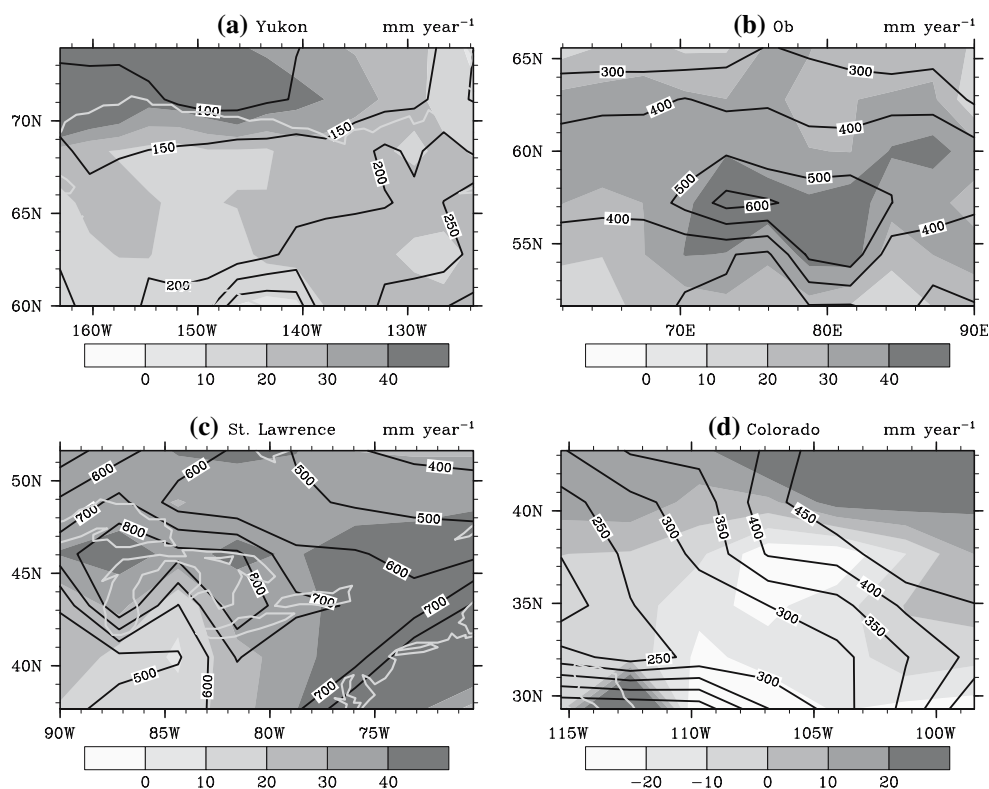 (a) Yukon mm year⁻¹
100
150
150
200
250
200
70N
65N
60N
160W 150W 140W 130W
0 10 20 30 40
(b) Ob mm year⁻¹
300 300
400
400
500
500
600
400
400
65N
60N
55N
70E 80E 90E
0 10 20 30 40
(c) St. Lawrence mm year⁻¹
600 600 500 400
700
800
500
600
800
700
700
500
600
700
50N
45N
40N
90W 85W 80W 75W
0 10 20 30 40
(d) Colorado mm year⁻¹
250 300 350 400 450
400
300
350
250
300
40N
35N
30N
115W 110W 105W 100W
−20 −10 0 10 20